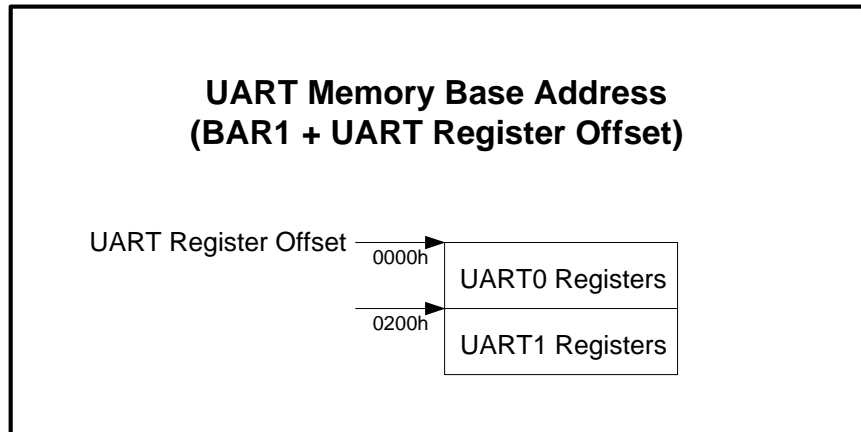 UART Memory Base Address
(BAR1 + UART Register Offset)
UART Register Offset
0000h
UART0 Registers
0200h
UART1 Registers